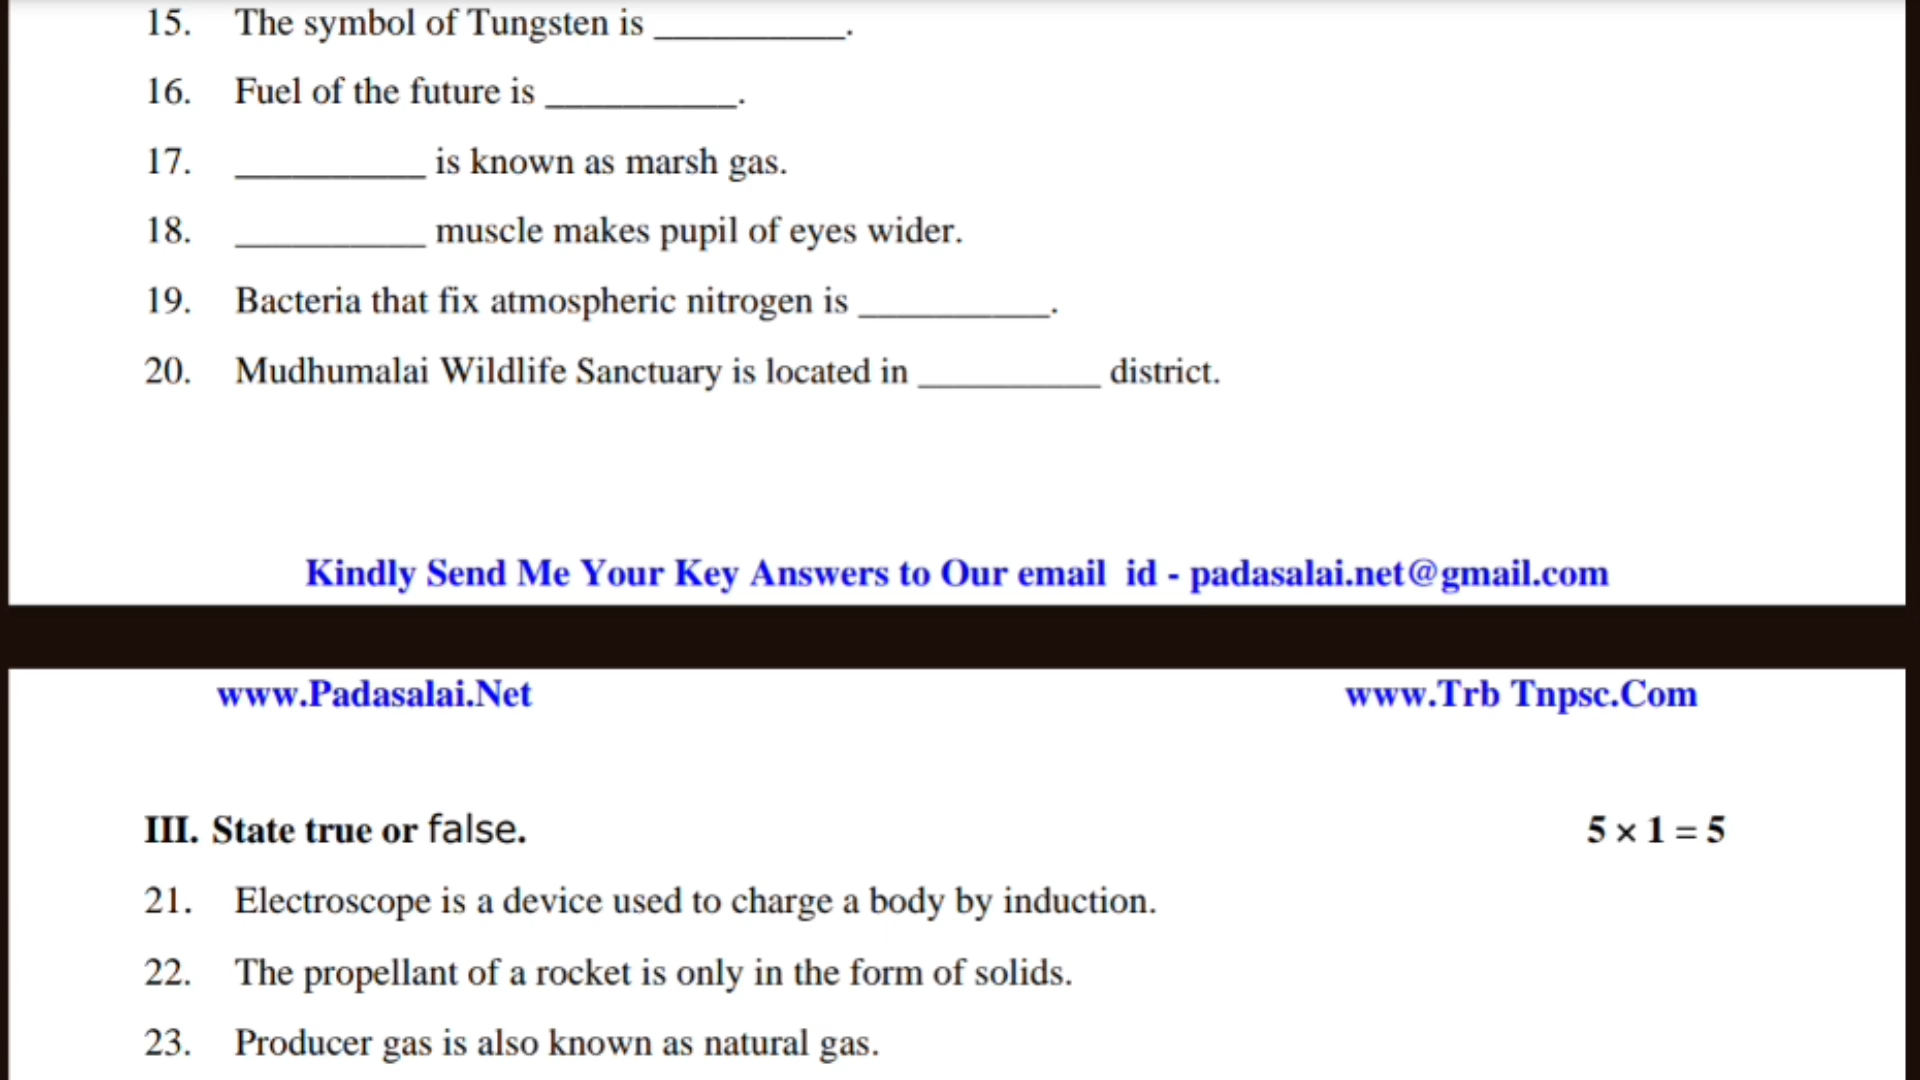 15. The symbol of Tungsten is __________.
16. Fuel of the future is __________.
17. __________ is known as marsh gas.
18. __________ muscle makes pupil of eyes wider.
19. Bacteria that fix atmospheric nitrogen is __________.
20. Mudhumalai Wildlife Sanctuary is located in __________ district.
Kindly Send Me Your Key Answers to Our email id - padasalai.net@gmail.com
www.Padasalai.Net www.Trb Tnpsc.Com
III. State true or false. 5 × 1 = 5
21. Electroscope is a device used to charge a body by induction.
22. The propellant of a rocket is only in the form of solids.
23. Producer gas is also known as natural gas.